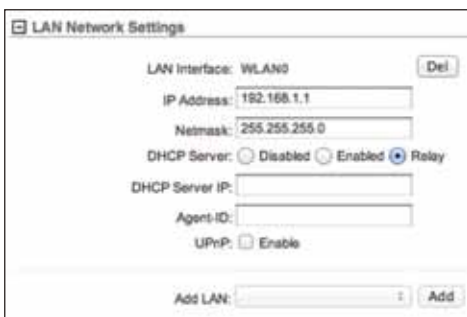 LAN Network Settings
LAN Interface: WLAN0 Del
IP Address: 192.168.1.1
Netmask: 255.255.255.0
DHCP Server: Disabled Enabled Relay
DHCP Server IP:
Agent-ID:
UPnP: Enable
Add LAN: Add